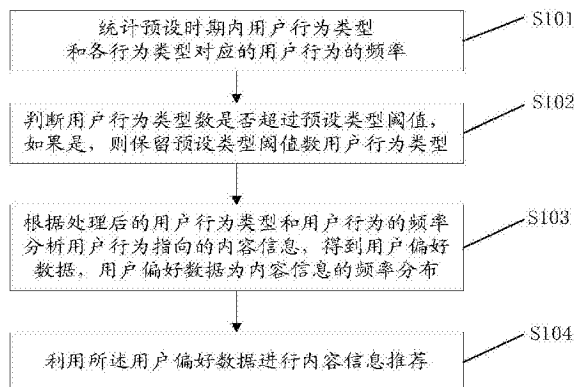 统计预设时期内用户行为类型
和各行为类型对应的用户行为的频率
S101
判断用户行为类型数是否超过预设类型阈值，
如果是，则保留预设类型阈值数用户行为类型
S102
根据处理后的用户行为类型和用户行为的频率
分析用户行为指向的内容信息，得到用户偏好
数据，用户偏好数据为内容信息的频率分布
S103
利用所述用户偏好数据进行内容信息推荐
S104